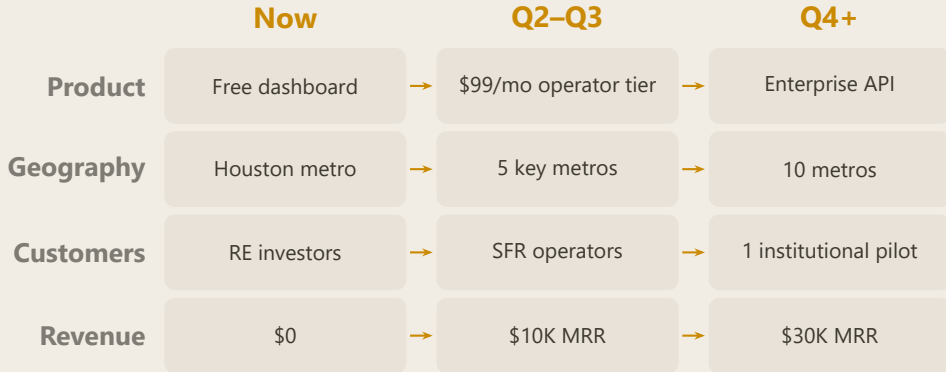 Now Q2–Q3 Q4+
Product Free dashboard $99/mo operator tier Enterprise API
Geography Houston metro 5 key metros 10 metros
Customers RE investors SFR operators 1 institutional pilot
Revenue $0 $10K MRR $30K MRR